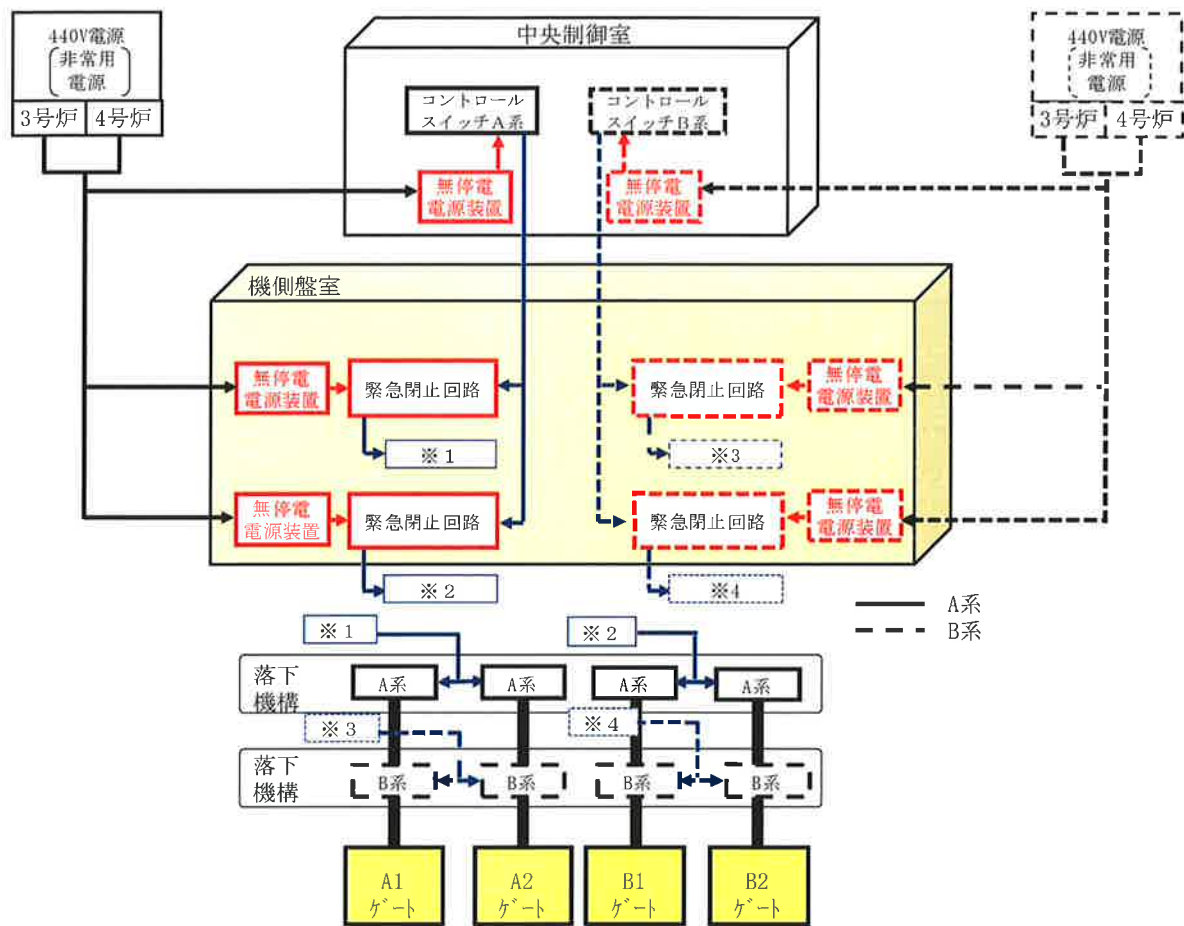 440V電源
非常用
電源
3号炉
4号炉
中央制御室
コントロール
スイッチA系
コントロール
スイッチB系
無停電
電源装置
無停電
電源装置
440V電源
非常用
電源
3号炉
4号炉
機側盤室
無停電
電源装置
緊急閉止回路
緊急閉止回路
無停電
電源装置
※1
※3
無停電
電源装置
緊急閉止回路
緊急閉止回路
無停電
電源装置
※2
※4
A系
B系
※1
※2
落下
機構
A系
A系
A系
A系
※3
※4
落下
機構
B系
B系
B系
B系
A1
ゲート
A2
ゲート
B1
ゲート
B2
ゲート